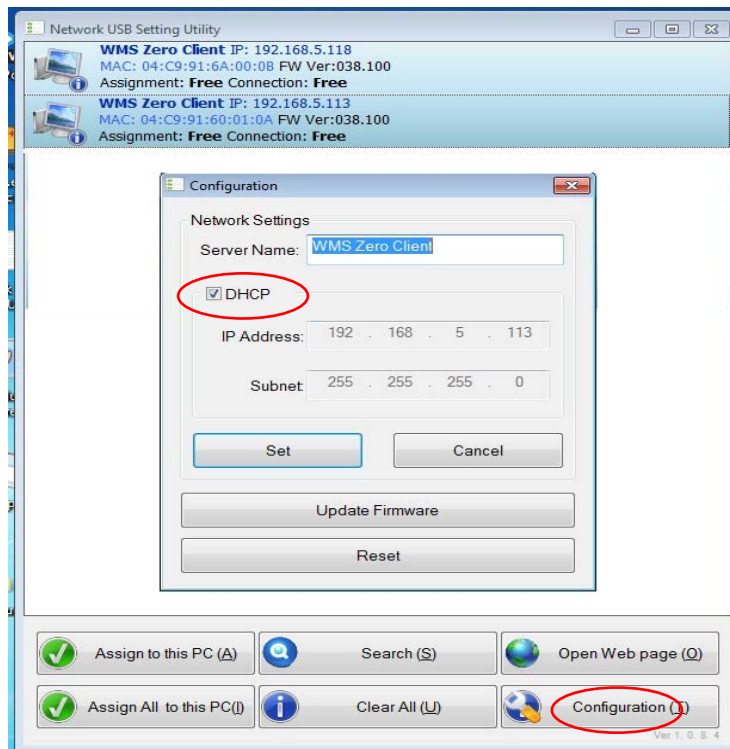 Network USB Setting Utility
WMS Zero Client IP: 192.168.5.118
MAC: 04:C9:91:6A:00:0B FW Ver:038.100
Assignment: Free Connection: Free
WMS Zero Client IP: 192.168.5.113
MAC: 04:C9:91:60:01:0A FW Ver:038.100
Assignment: Free Connection: Free
Configuration
Network Settings
Server Name: WMS Zero Client
DHCP
IP Address: 192 . 168 . 5 . 113
Subnet: 255 . 255 . 255 . 0
Set Cancel
Update Firmware
Reset
Assign to this PC (A) Search (S) Open Web page (O)
Assign All to this PC(I) Clear All (U) Configuration (T)
Ver 1. 0. 8. 4